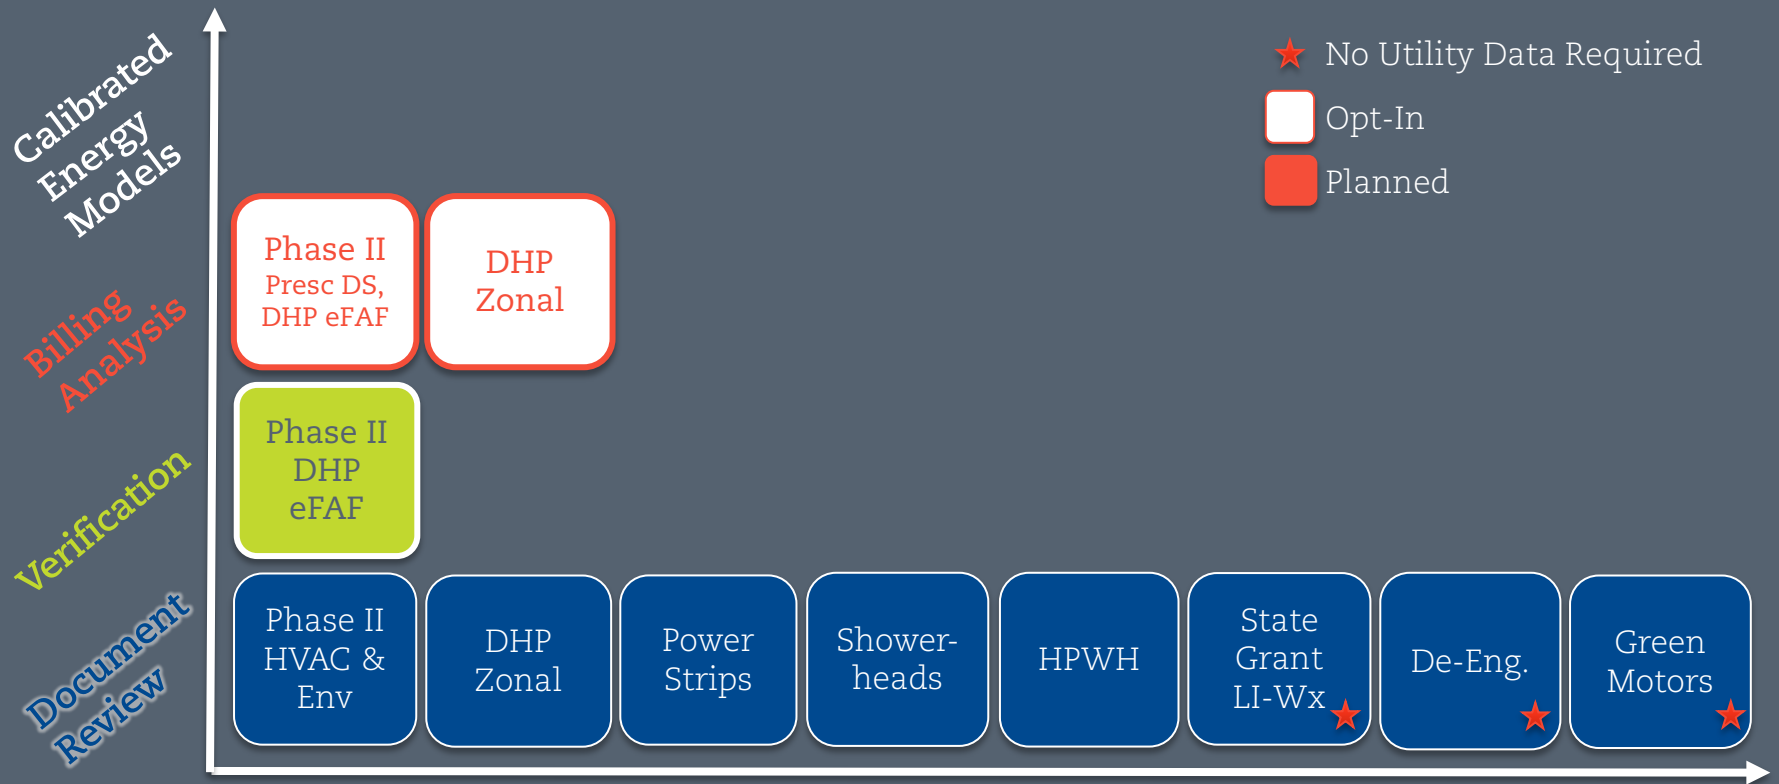 Calibrated
Energy
Models
Billing
Analysis
Verification
Document
Review
No Utility Data Required
Opt-In
Planned
Phase II
Presc DS,
DHP eFAF
DHP
Zonal
Phase II
DHP
eFAF
Phase II
HVAC &
Env
DHP
Zonal
Power
Strips
Shower-
heads
HPWH
State
Grant
LI-Wx
De-Eng.
Green
Motors